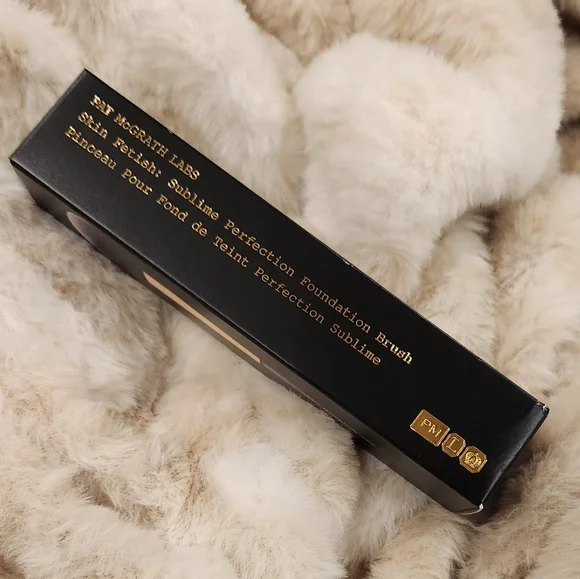 PAT McGRATH LABS
Skin Fetish: Sublime Perfection Foundation Brush
Pinceau Pour Fond de Teint Perfection Sublime
PM L